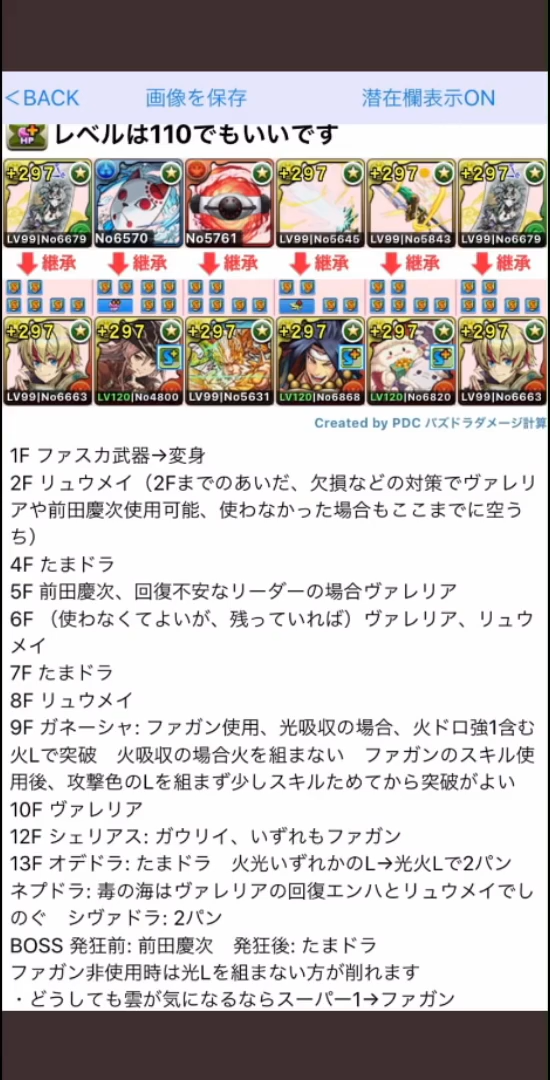 ＜BACK 画像を保存 潜在欄表示ON
HP レベルは110でもいいです
+297 +297 +297 +297
LV99|No6679 No6570 No5761 LV99|No5645 LV99|No5843 LV99|No6679
継承 継承 継承 継承 継承 継承
+297 +297 +297 +297 +297 +297
LV99|No6663 LV120|No4800 LV99|No5631 LV120|No6868 LV120|No6820 LV99|No6663
Created by PDC パズドラダメージ計算
1F ファスカ武器→変身
2F リュウメイ（2Fまでのあいだ、欠損などの対策でヴァレリ
アや前田慶次使用可能、使わなかった場合もここまでに空う
ち）
4F たまドラ
5F 前田慶次、回復不安なリーダーの場合ヴァレリア
6F （使わなくてよいが、残っていれば）ヴァレリア、リュウ
メイ
7F たまドラ
8F リュウメイ
9F ガネーシャ: ファガン使用、光吸収の場合、火ドロ強1含む
火Lで突破　火吸収の場合火を組まない　ファガンのスキル使
用後、攻撃色のLを組まず少しスキルためてから突破がよい
10F ヴァレリア
12F シェリアス: ガウリイ、いずれもファガン
13F オデドラ: たまドラ　火光いずれかのL→光火Lで2パン
ネプドラ: 毒の海はヴァレリアの回復エンハとリュウメイでし
のぐ　シヴァドラ: 2パン
BOSS 発狂前: 前田慶次　発狂後: たまドラ
ファガン非使用時は光Lを組まない方が削れます
・どうしても雲が気になるならスーパー1→ファガン